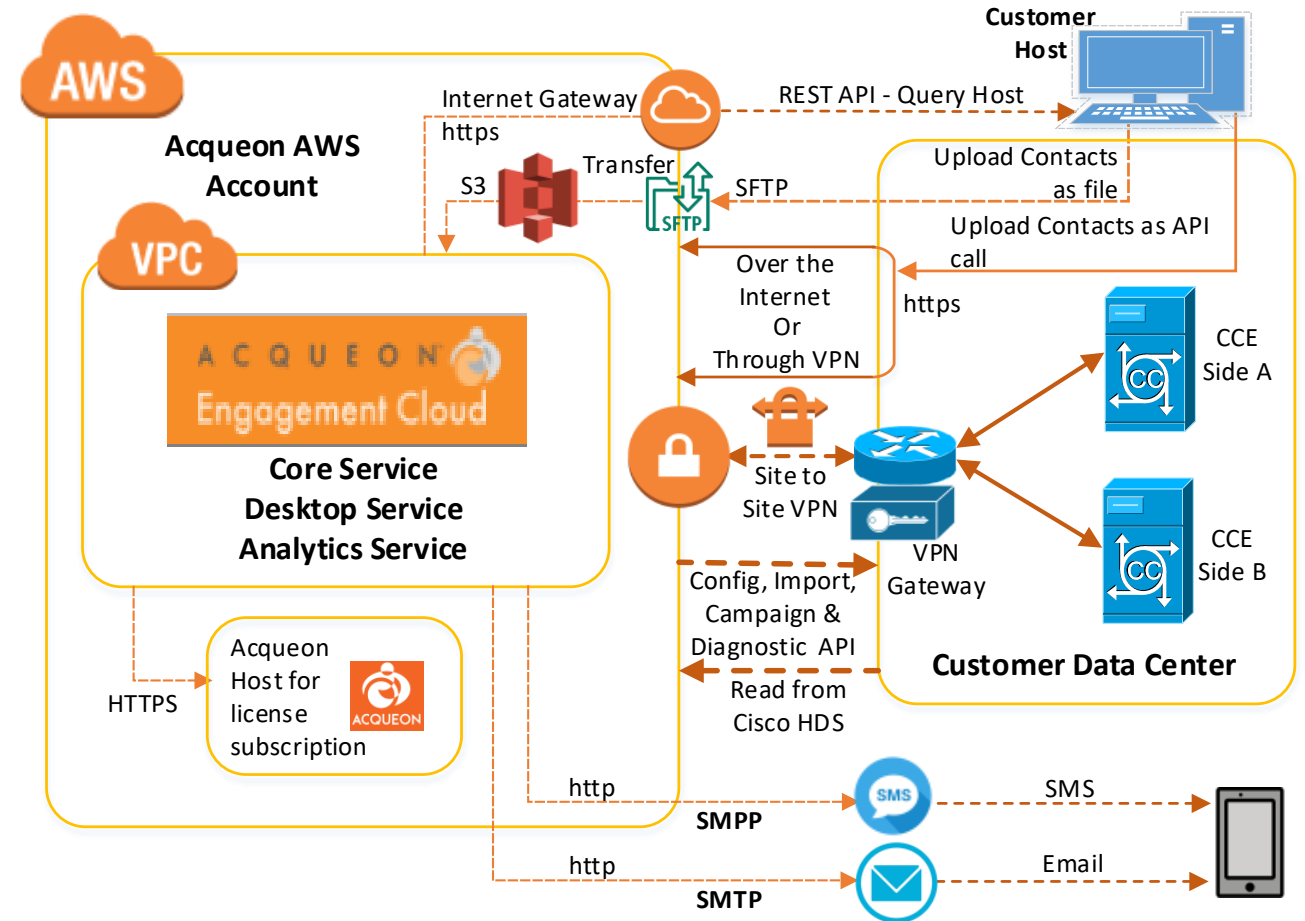 Customer
Host
AWS
Internet Gateway
https
REST API - Query Host
Acqueon AWS
Account
Transfer
S3
SFTP
SFTP
Upload Contacts
as file
Upload Contacts as API
call
VPC
Over the
Internet
Or
Through VPN
https
ACQUEON
Engagement Cloud
CCE
Side A
CC
Core Service
Desktop Service
Analytics Service
Site to
Site VPN
VPN
Gateway
CCE
Side B
CC
Config, Import,
Campaign &
Diagnostic API
Customer Data Center
Read from
Cisco HDS
HTTPS
Acqueon
Host for
license
subscription
ACQUEON
http
SMPP
SMS
SMS
http
SMTP
Email